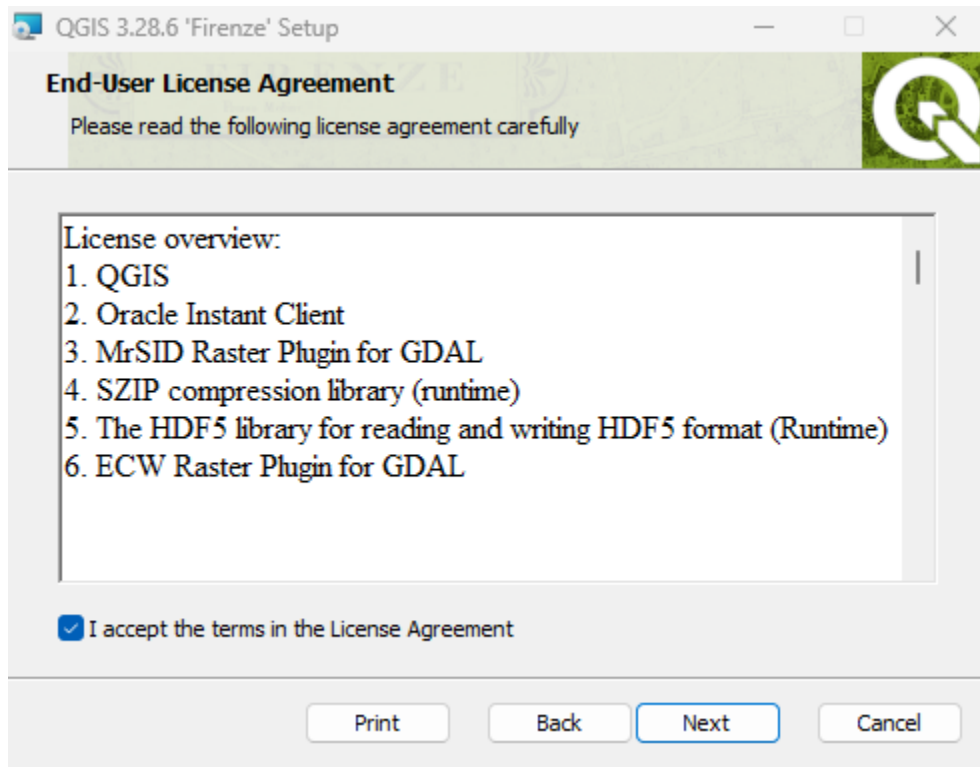 QGIS 3.28.6 'Firenze' Setup
FIRENZE
End-User License Agreement
Please read the following license agreement carefully
License overview:
1. QGIS
2. Oracle Instant Client
3. MrSID Raster Plugin for GDAL
4. SZIP compression library (runtime)
5. The HDF5 library for reading and writing HDF5 format (Runtime)
6. ECW Raster Plugin for GDAL
I accept the terms in the License Agreement
Print Back Next Cancel